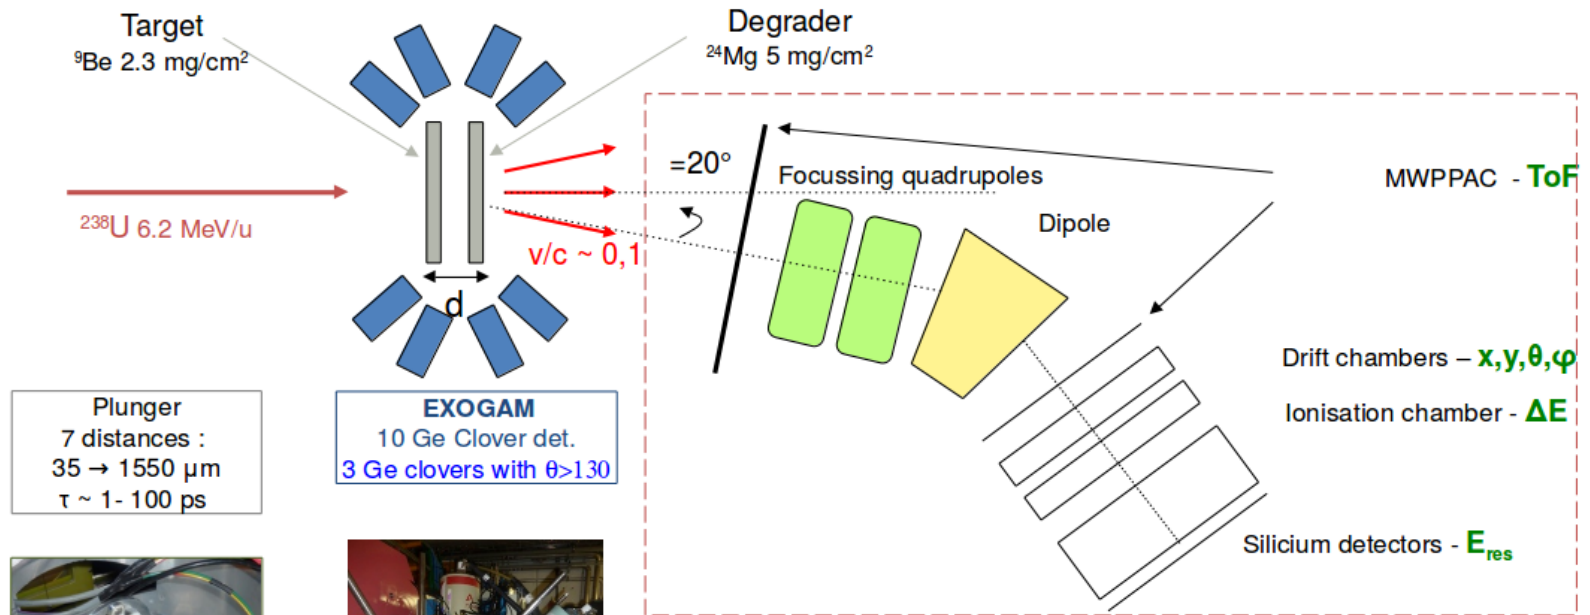 Target
⁹Be 2.3 mg/cm²
Degrader
²⁴Mg 5 mg/cm²
=20°
Focussing quadrupoles
MWPPAC - ToF
²³⁸U 6.2 MeV/u
v/c ~ 0,1
Dipole
d
Drift chambers – x,y,θ,φ
Ionisation chamber - ΔE
Silicium detectors - E_res
Plunger
7 distances :
35 → 1550 μm
τ ~ 1- 100 ps
EXOGAM
10 Ge Clover det.
3 Ge clovers with θ>130